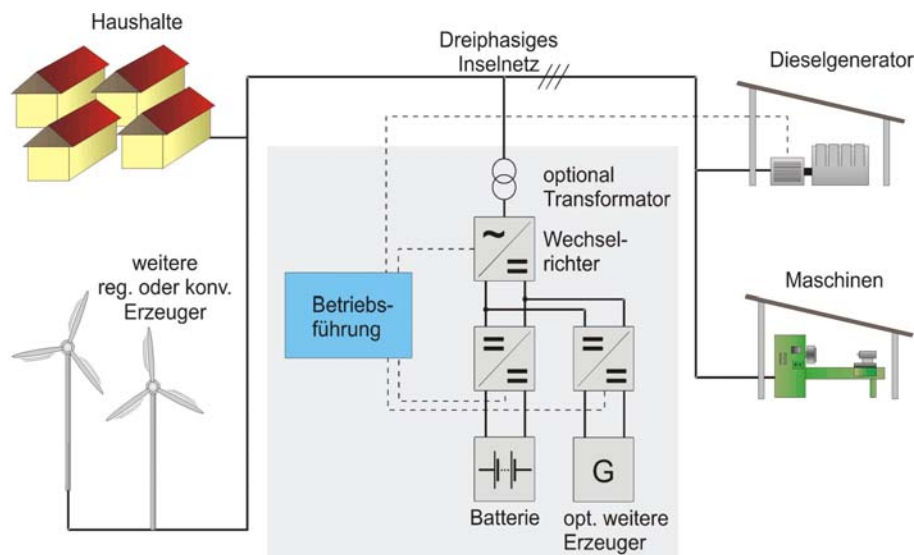 Haushalte
Dreiphasiges
Inselnetz
Dieselgenerator
optional
Transformator
~
=
Wechsel-
richter
weitere
reg. oder konv.
Erzeuger
Betriebs-
führung
Maschinen
=
=
=
=
G
Batterie
opt. weitere
Erzeuger